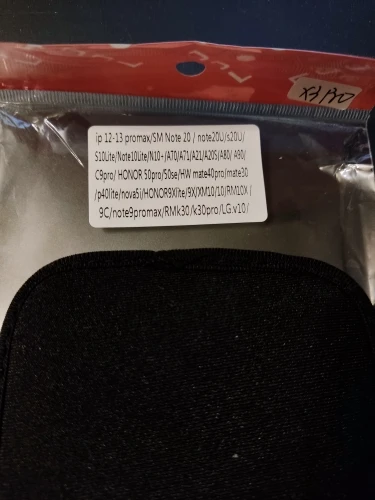 ip 12-13 promax/SM Note 20 / note20U/s20U/
S10Lite/Note10Lite/N10+/A70/A71/A21/A20S/A80/ A90/
C9pro/ HONOR 50pro/50se/HW mate40pro/mate30
/p40lite/nova5i/HONOR9Xlite/9X/XM10/10/RM10X /
9C/note9promax/RMk30/k30pro/LG.v10/